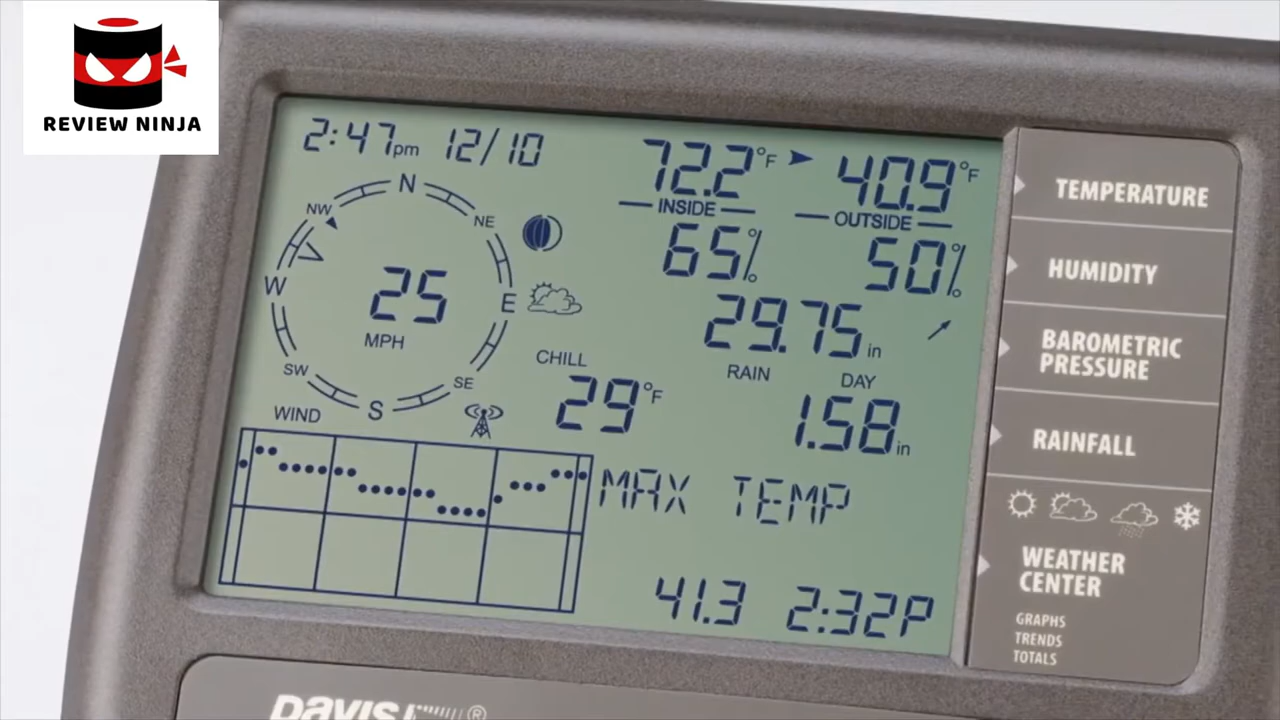 REVIEW NINJA
2:47pm 12/10
72.2°F 40.9°F
INSIDE OUTSIDE
TEMPERATURE
N
NW NE
65% 50%
HUMIDITY
W E
25
MPH
29.75 in
BAROMETRIC
PRESSURE
SW SE
S
CHILL
29°F
RAIN DAY
1.58 in
RAINFALL
WIND
MAX TEMP
41.3 2:32P
WEATHER
CENTER
GRAPHS
TRENDS
TOTALS
DAVIS ®